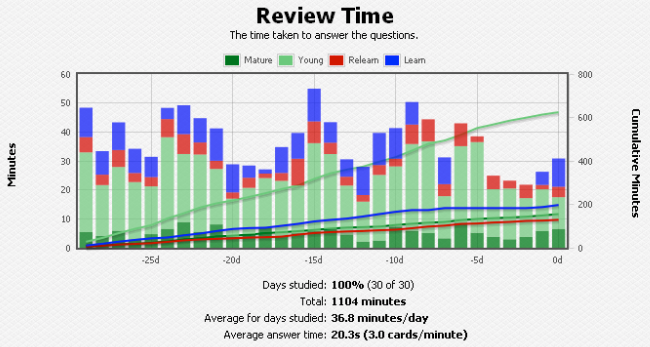 Review Time
The time taken to answer the questions.
Mature Young Relearn Learn
60 800
50
40 600
30 400
20
10 200
0 0
Minutes
Cumulative Minutes
-25d -20d -15d -10d -5d 0d
Days studied: 100% (30 of 30)
Total: 1104 minutes
Average for days studied: 36.8 minutes/day
Average answer time: 20.3s (3.0 cards/minute)